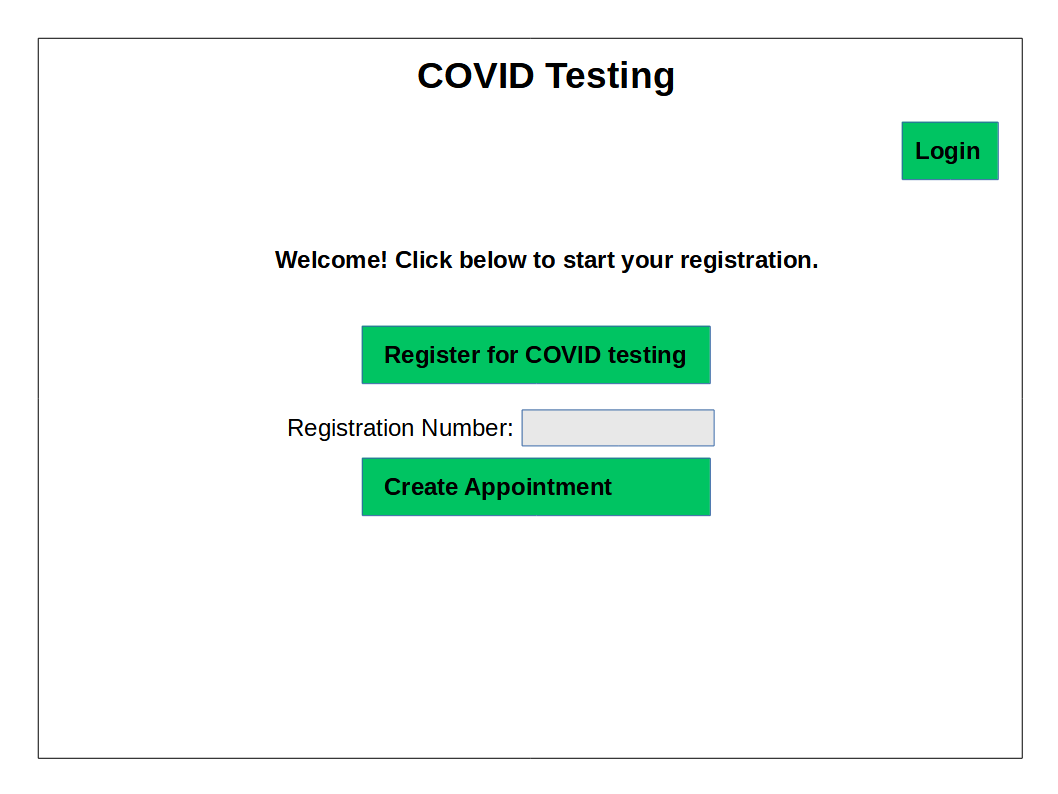 COVID Testing
Login
Welcome! Click below to start your registration.
Register for COVID testing
Registration Number:
Create Appointment